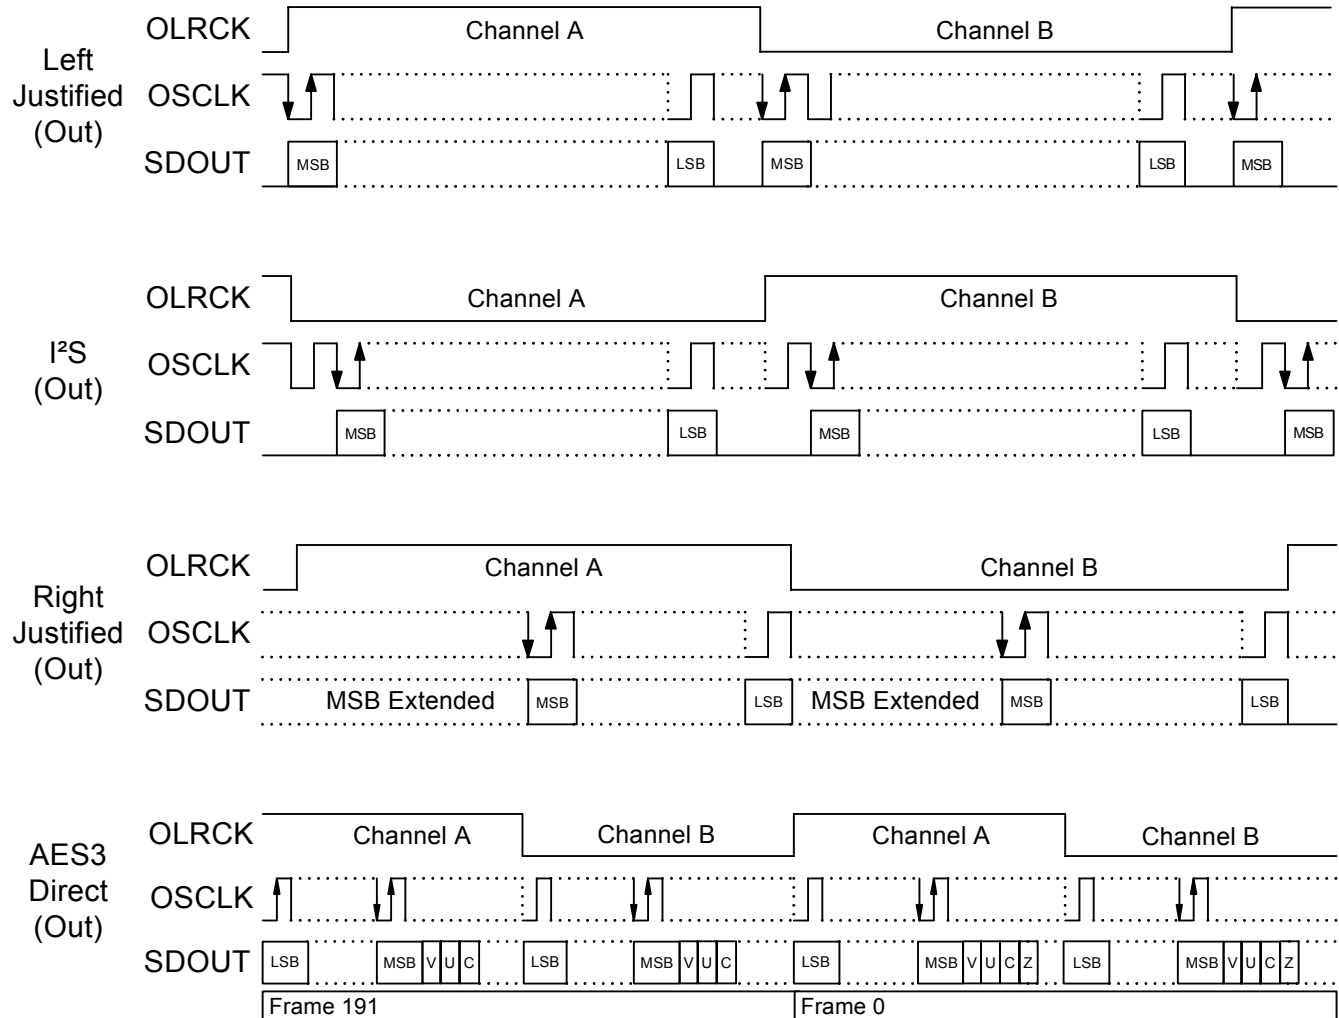 Left
Justified
(Out)
OLRCK
Channel A
Channel B
OSCLK
SDOUT
MSB
LSB
MSB
LSB
MSB
I²S
(Out)
OLRCK
Channel A
Channel B
OSCLK
SDOUT
MSB
LSB
MSB
LSB
MSB
Right
Justified
(Out)
OLRCK
Channel A
Channel B
OSCLK
SDOUT
MSB Extended
MSB
LSB
MSB Extended
MSB
LSB
AES3
Direct
(Out)
OLRCK
Channel A
Channel B
Channel A
Channel B
OSCLK
SDOUT
LSB
MSB V U C
LSB
MSB V U C
LSB
MSB V U C Z
LSB
MSB V U C Z
Frame 191
Frame 0